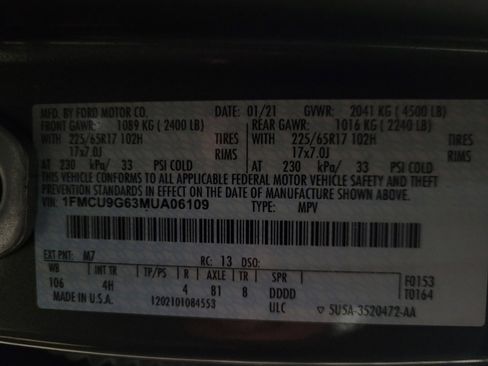 MFD. BY FORD MOTOR CO. DATE: 01/21 GVWR: 2041 KG ( 4500 LB)
FRONT GAWR: 1089 KG ( 2400 LB) REAR GAWR: 1016 KG ( 2240 LB)
WITH 225/65R17 102H TIRES WITH 225/65R17 102H TIRES
17x7.0J RIMS 17x7.0J RIMS
AT 230 kPa/ 33 PSI COLD AT 230 kPa/ 33 PSI COLD
THIS VEHICLE CONFORMS TO ALL APPLICABLE FEDERAL MOTOR VEHICLE SAFETY AND THEFT
PREVENTION STANDARDS IN EFFECT ON THE DATE OF MANUFACTURE SHOWN ABOVE.
VIN: 1FMCU9G63MUA06109 TYPE: MPV
EXT PNT: M7 RC: 13 DSO:
WB INT TR TP/PS R AXLE TR SPR F0153
106 4H 4 81 8 DDDD T0164
MADE IN U.S.A. 1202101084553 ULC ▽ 5U5A-3520472-AA